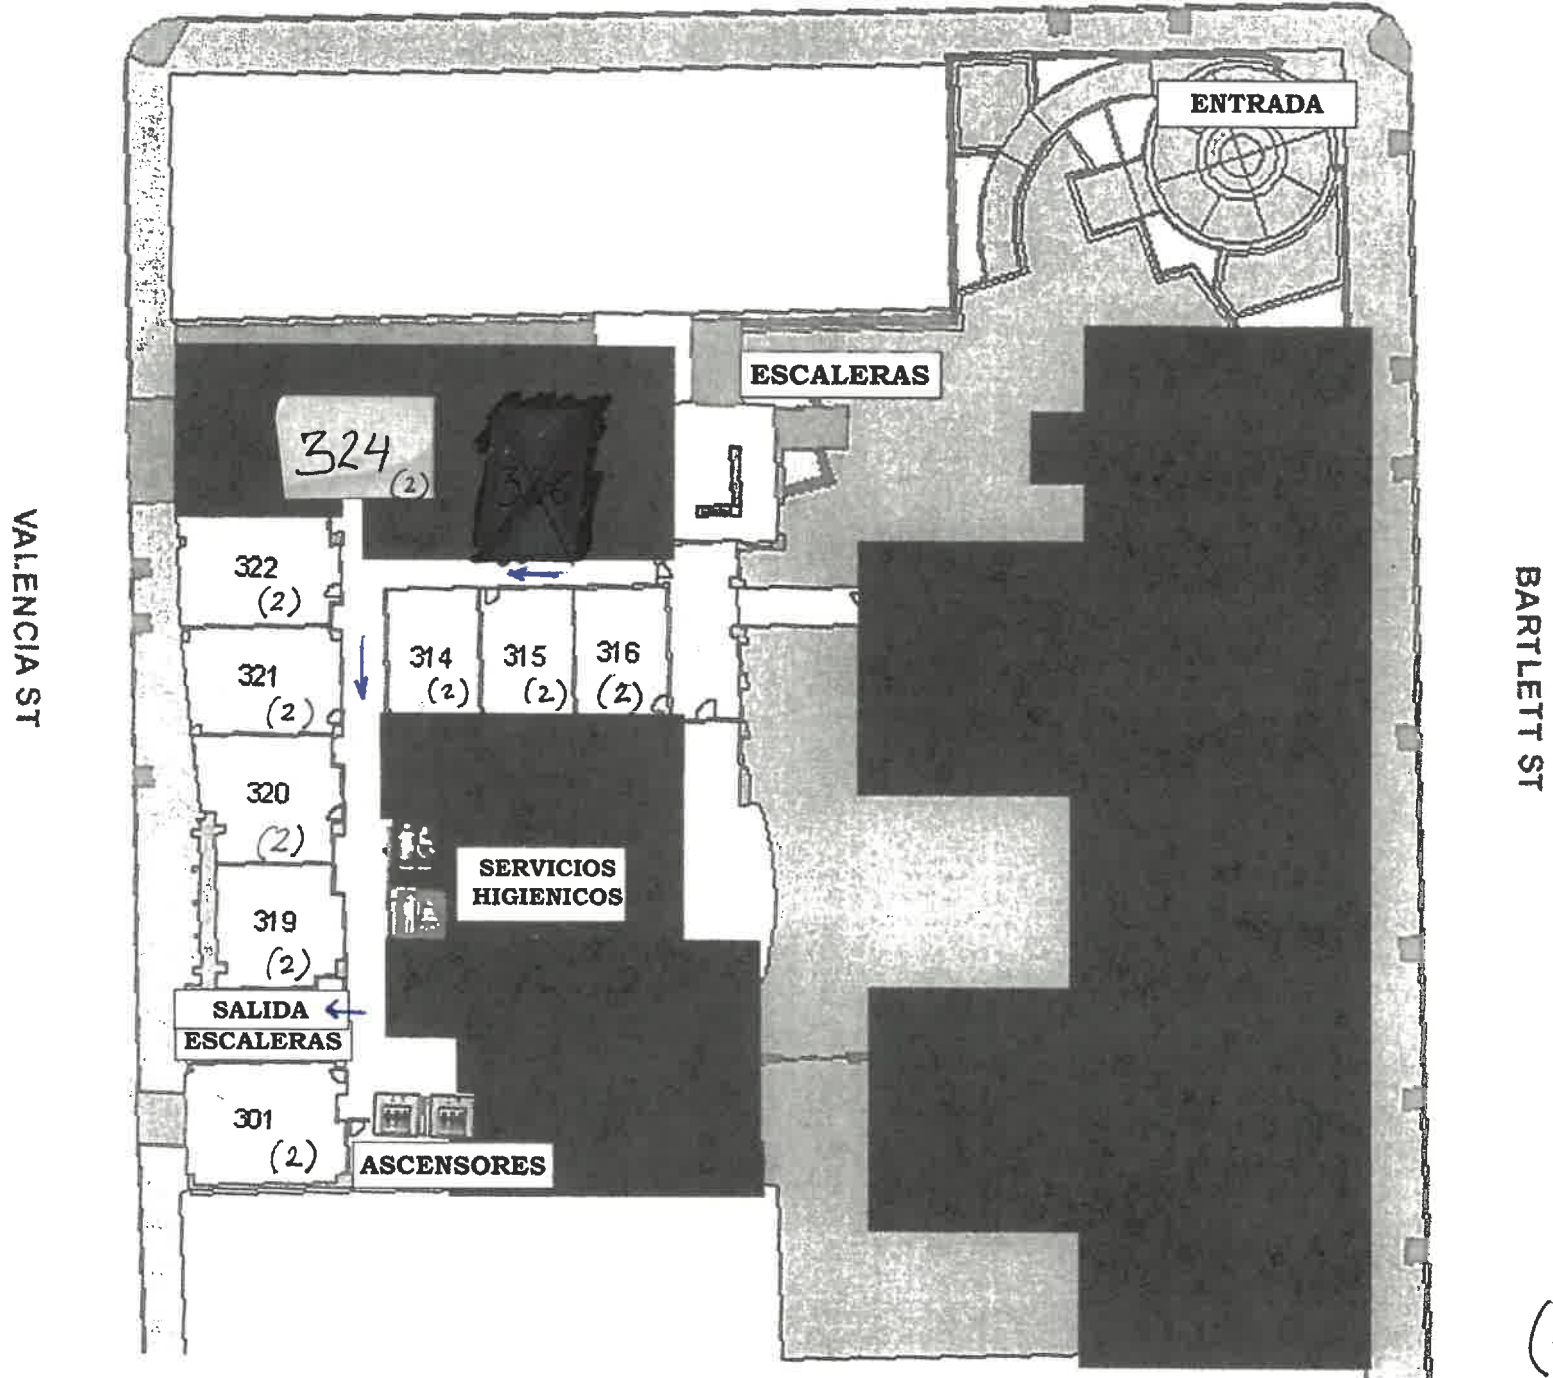 ENTRADA
ESCALERAS
324
(2)
322
(2)
321
(2)
314
(2)
315
(2)
316
(2)
320
(2)
SERVICIOS
HIGIENICOS
319
(2)
SALIDA
ESCALERAS
301
(2)
ASCENSORES
VALENCIA ST
BARTLETT ST